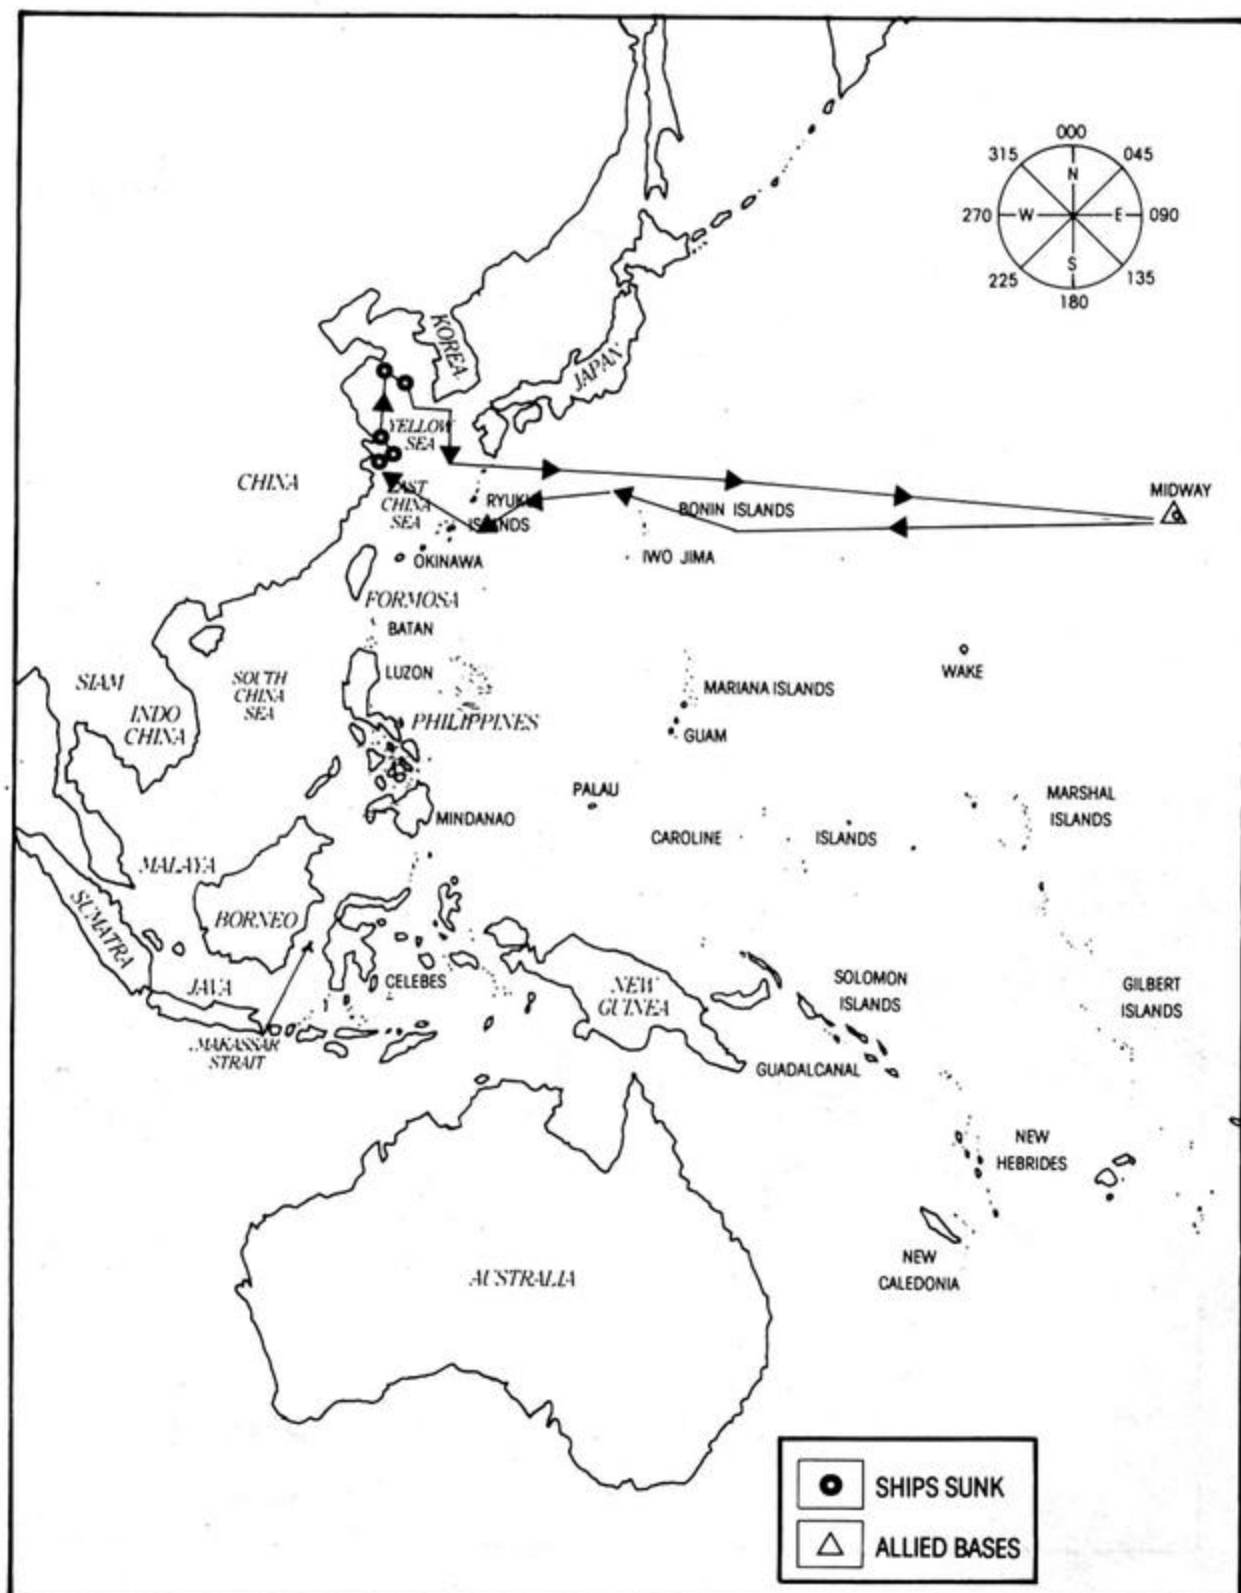 000
315
045
N
270
W
E
090
S
225
135
180
KOREA
JAPAN
YELLOW
SEA
CHINA
EAST
CHINA
SEA
RYUKU
ISLANDS
BONIN ISLANDS
MIDWAY
OKINAWA
IWO JIMA
FORMOSA
BATAN
LUZON
SIAM
SOUTH
CHINA
SEA
INDO
CHINA
PHILIPPINES
MARIANA ISLANDS
GUAM
WAKE
PALAU
MINDANAO
CAROLINE
ISLANDS
MARSHAL
ISLANDS
MALAYA
SUMATRA
BORNEO
JAVA
CELEBES
NEW
GUINEA
SOLOMON
ISLANDS
GILBERT
ISLANDS
MAKASSAR
STRAIT
GUADALCANAL
NEW
HEBRIDES
NEW
CALEDONIA
AUSTRALIA
SHIPS SUNK
ALLIED BASES